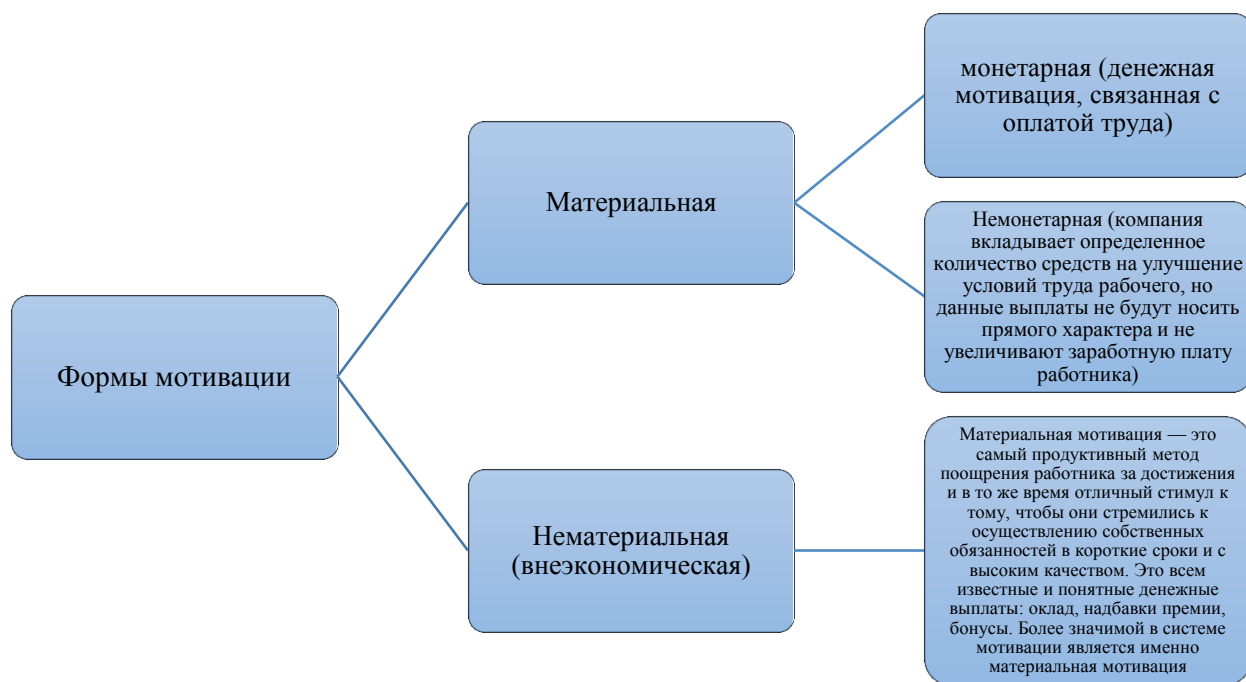 Формы мотивации
Материальная
монетарная (денежная
мотивация, связанная с
оплатой труда)
Немонетарная (компания
вкладывает определенное
количество средств на улучшение
условий труда рабочего, но
данные выплаты не будут носить
прямого характера и не
увеличивают заработную плату
работника)
Нематериальная
(внеэкономическая)
Материальная мотивация — это
самый продуктивный метод
поощрения работника за достижения
и в то же время отличный стимул к
тому, чтобы они стремились к
осуществлению собственных
обязанностей в короткие сроки и с
высоким качеством. Это всем
известные и понятные денежные
выплаты: оклад, надбавки премии,
бонусы. Более значимой в системе
мотивации является именно
материальная мотивация